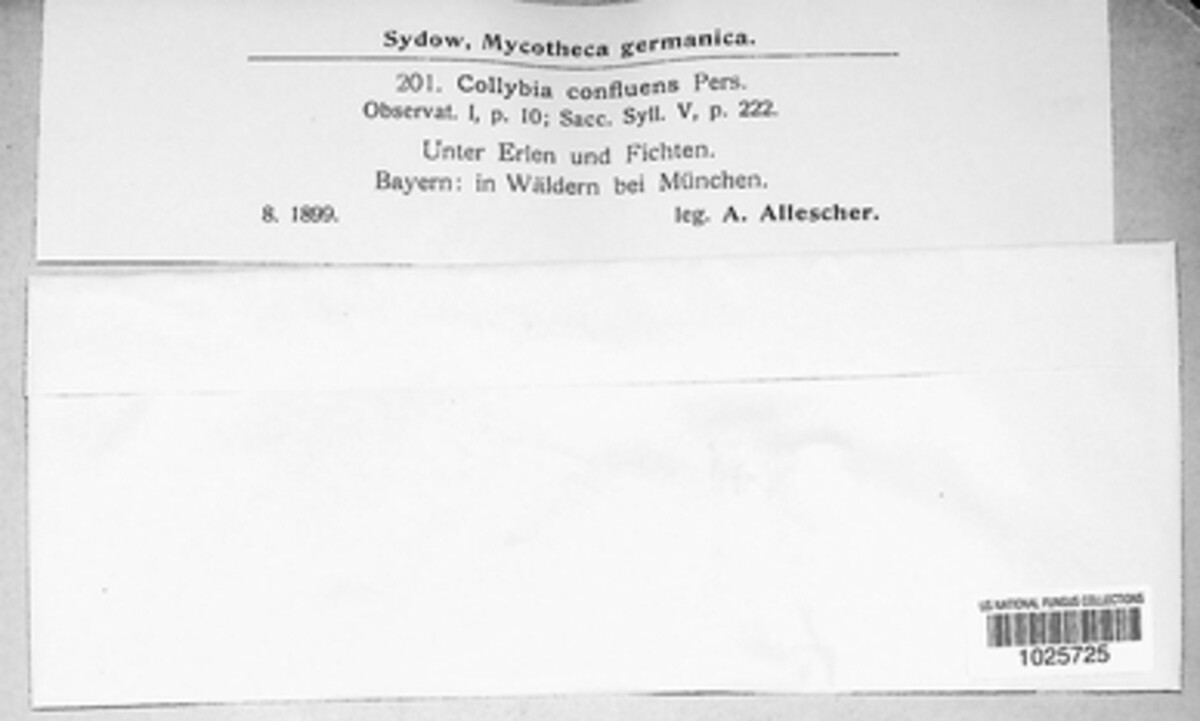 Sydow, Mycotheca germanica.
201. Collybia confluens Pers.
Observat. I, p. 10; Sacc. Syll. V, p. 222.
Unter Erlen und Fichten.
Bayern: in Wäldern bei München.
8. 1899. leg. A. Allescher.
US NATIONAL FUNGUS COLLECTIONS
1025725